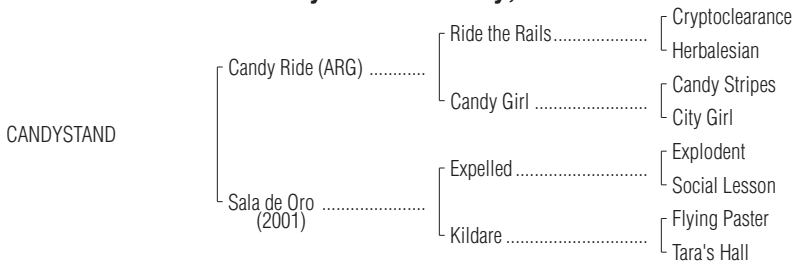 Cryptoclearance
Ride the Rails
Herbalesian
Candy Ride (ARG)
Candy Stripes
Candy Girl
City Girl
CANDYSTAND
Explodent
Expelled
Social Lesson
Sala de Oro
(2001)
Flying Paster
Kildare
Tara's Hall